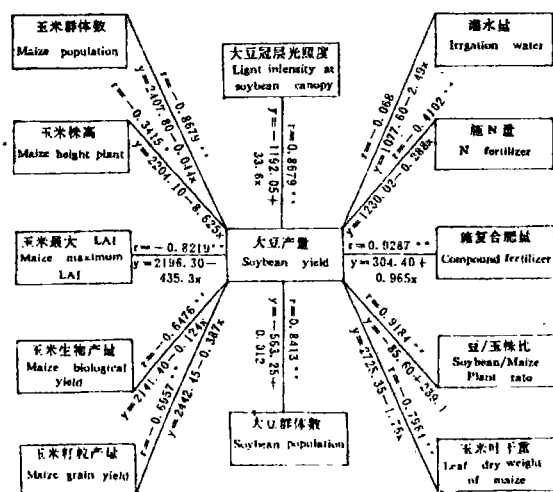 玉米群体数
Maize population
大豆冠层光照度
Light intensity at
soybean canopy
灌水量
Irrgation water
玉米株高
Maize height plant
施N量
N fertilizer
r=-0.8679**
y=2407.80-0.044x
r=-0.3415
y=2204.10-8.625x
r=0.8679**
y=-1192.05+
33.6x
r=-0.068
y=1077.60-2.49x
r=-0.4102**
y=1230.02-0.288x
玉米最大 LAI
Maize maximum
LAI
r=-0.8219**
y=2196.30-
435.3x
大豆产量
Soybean yield
r=0.9287**
y=304.40+
0.965x
施复合肥量
Compound fertilizer
玉米生物产量
Maize biological
yield
r=-0.6476**
y=2141.40-0.124x
r=-0.6957**
y=2442.45-0.387x
r=0.8413**
y=-563.25+
0.912
r=0.9184**
y=-85.60+239.1
r=-0.7961**
y=2725.35-1.76x
豆/玉株比
Soybean/Maize
Plant rato
玉米籽粒产量
Maize grain yield
大豆群体数
Soybean population
玉米叶干重
Leaf dry weight
of maize